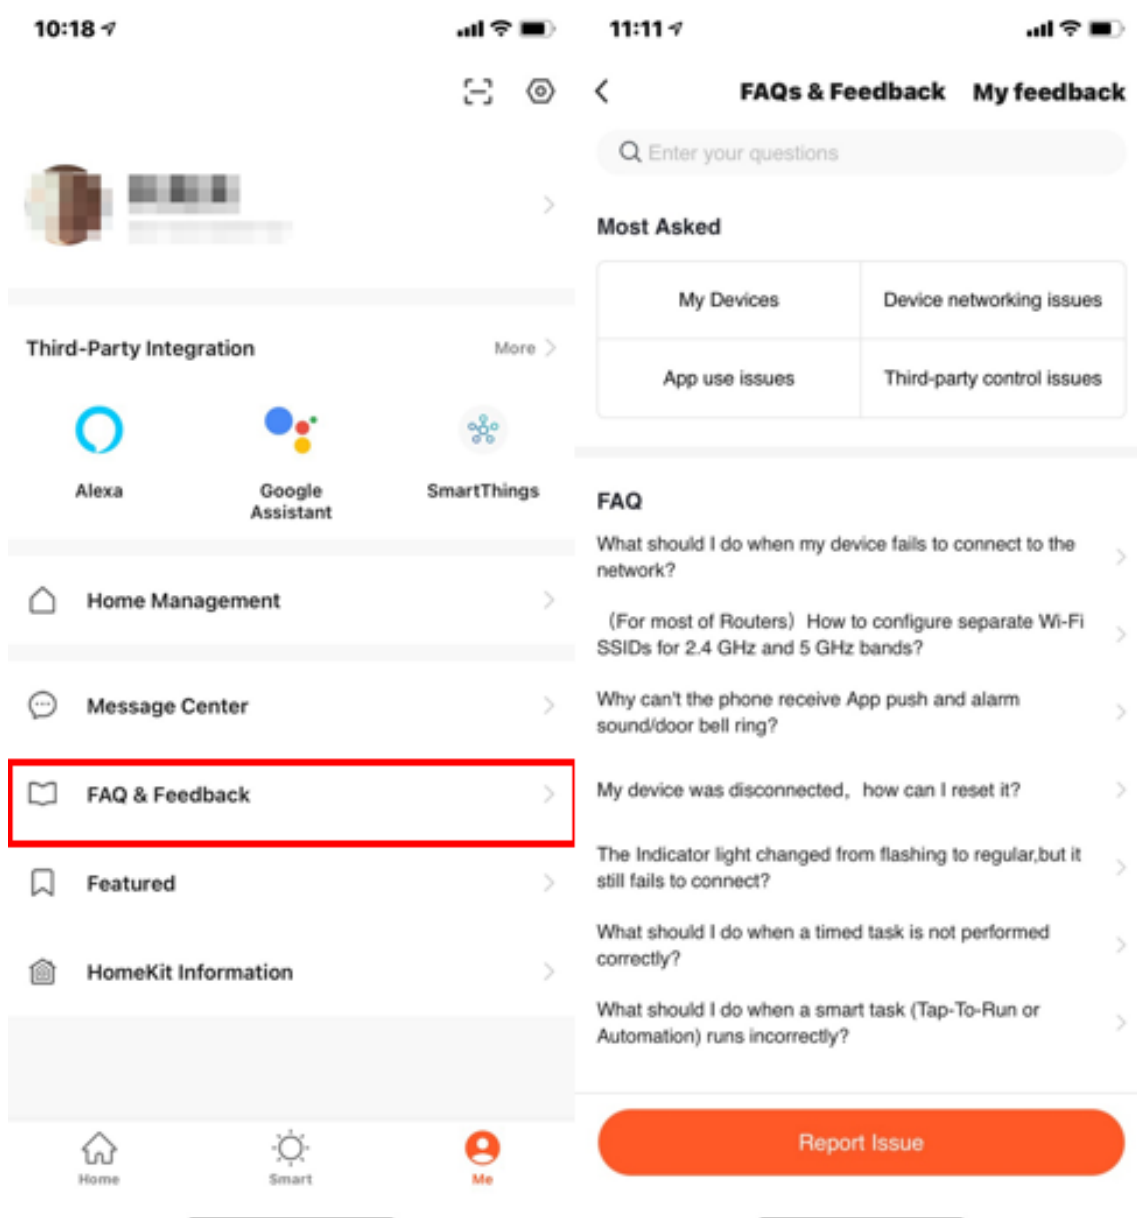 10:18
Third-Party Integration
More
Alexa
Google
Assistant
SmartThings
Home Management
Message Center
FAQ & Feedback
Featured
HomeKit Information
Home
Smart
Me
11:11
FAQs & Feedback
My feedback
Enter your questions
Most Asked
My Devices
Device networking issues
App use issues
Third-party control issues
FAQ
What should I do when my device fails to connect to the
network?
（For most of Routers）How to configure separate Wi-Fi
SSIDs for 2.4 GHz and 5 GHz bands?
Why can't the phone receive App push and alarm
sound/door bell ring?
My device was disconnected，how can I reset it?
The Indicator light changed from flashing to regular,but it
still fails to connect?
What should I do when a timed task is not performed
correctly?
What should I do when a smart task (Tap-To-Run or
Automation) runs incorrectly?
Report Issue